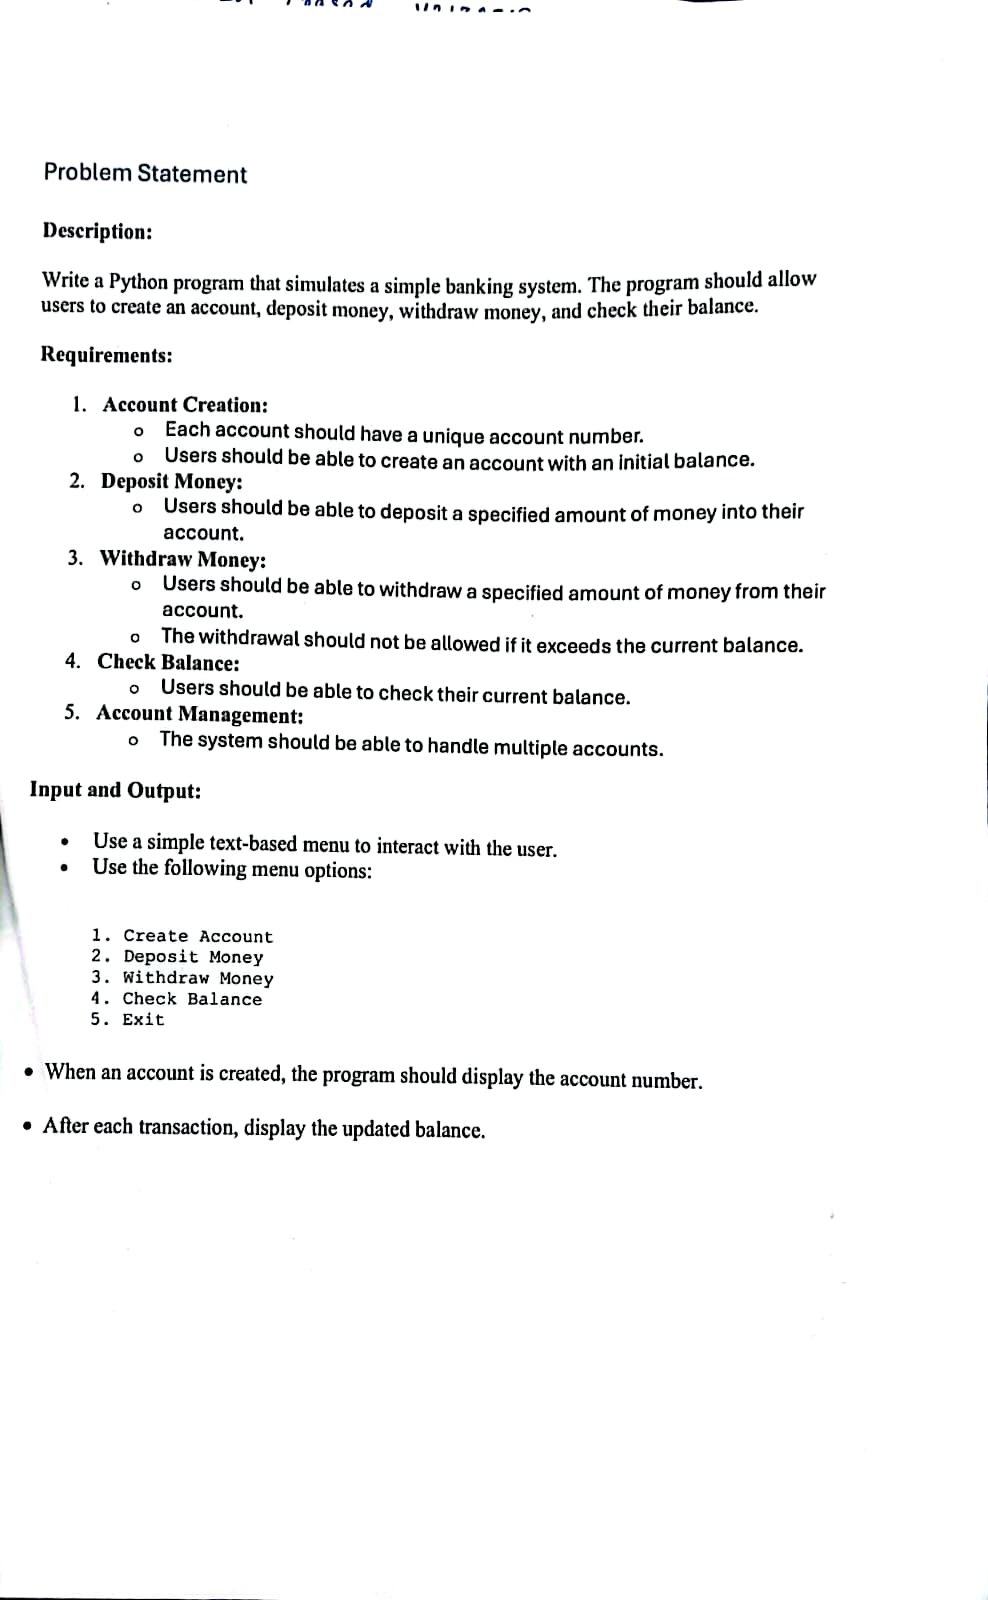 Problem Statement
Description:
Write a Python program that simulates a simple banking system. The program should allow
users to create an account, deposit money, withdraw money, and check their balance.
Requirements:
1. Account Creation:
o Each account should have a unique account number.
o Users should be able to create an account with an initial balance.
2. Deposit Money:
o Users should be able to deposit a specified amount of money into their
account.
3. Withdraw Money:
o Users should be able to withdraw a specified amount of money from their
account.
o The withdrawal should not be allowed if it exceeds the current balance.
4. Check Balance:
o Users should be able to check their current balance.
5. Account Management:
o The system should be able to handle multiple accounts.
Input and Output:
• Use a simple text-based menu to interact with the user.
• Use the following menu options:
1. Create Account
2. Deposit Money
3. Withdraw Money
4. Check Balance
5. Exit
• When an account is created, the program should display the account number.
• After each transaction, display the updated balance.